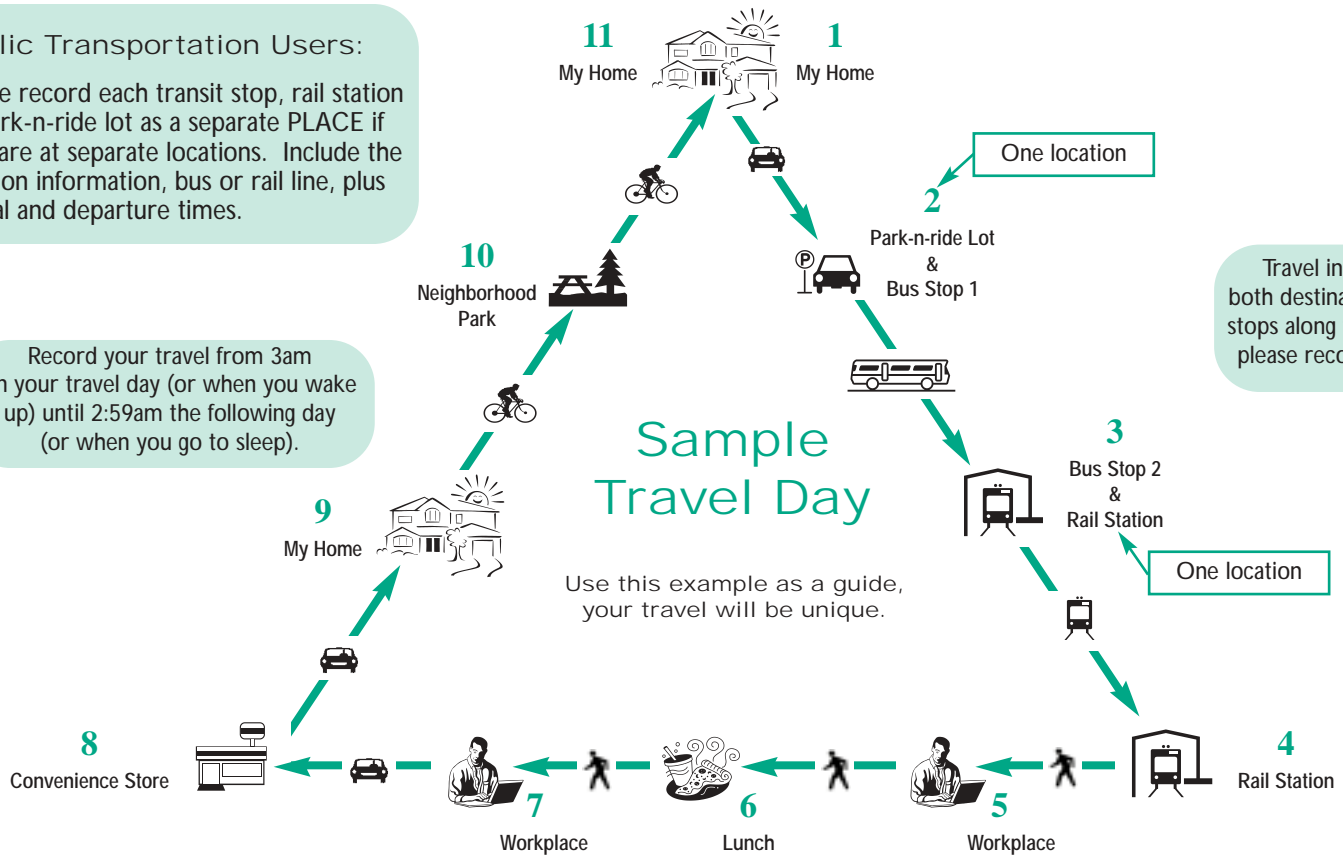 lic Transportation Users:
e record each transit stop, rail station
rk-n-ride lot as a separate PLACE if
are at separate locations. Include the
on information, bus or rail line, plus
al and departure times.
11
My Home
1
My Home
One location
2
Park-n-ride Lot
&
Bus Stop 1
P
10
Neighborhood
Park
Travel in
both destina
stops along
please reco
Record your travel from 3am
n your travel day (or when you wake
up) until 2:59am the following day
(or when you go to sleep).
Sample
Travel Day
Use this example as a guide,
your travel will be unique.
3
Bus Stop 2
&
Rail Station
One location
9
My Home
8
Convenience Store
7
Workplace
6
Lunch
5
Workplace
4
Rail Station